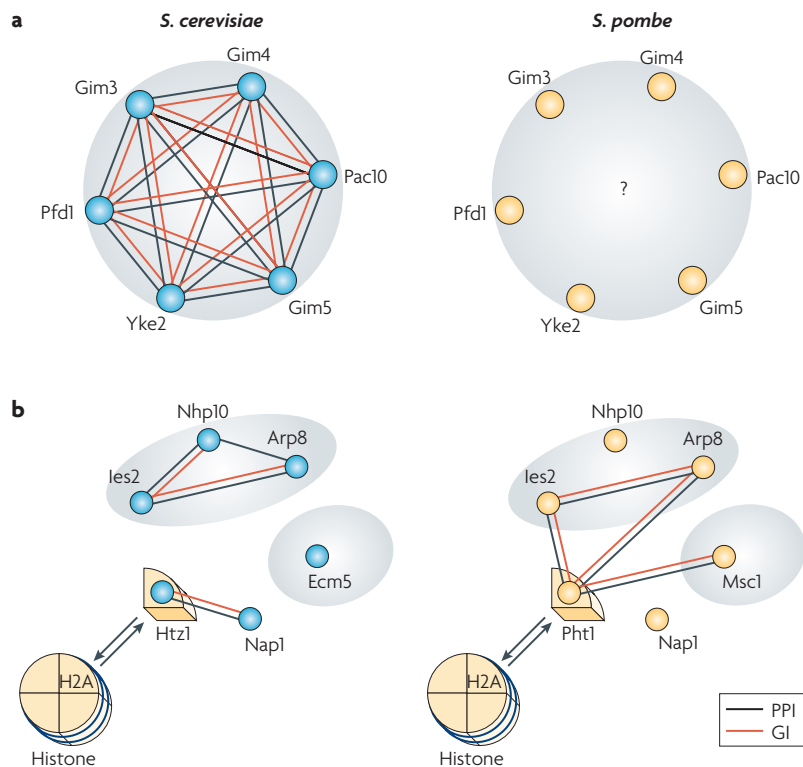 a
S. cerevisiae
S. pombe
Gim4
Gim3
Pac10
Pfd1
Gim5
Yke2
Gim4
Gim3
Pac10
?
Pfd1
Gim5
Yke2
b
Nhp10
Arp8
Ies2
Ecm5
Htz1
Nap1
H2A
Histone
Nhp10
Arp8
Ies2
Msc1
Pht1
Nap1
H2A
Histone
PPI
GI